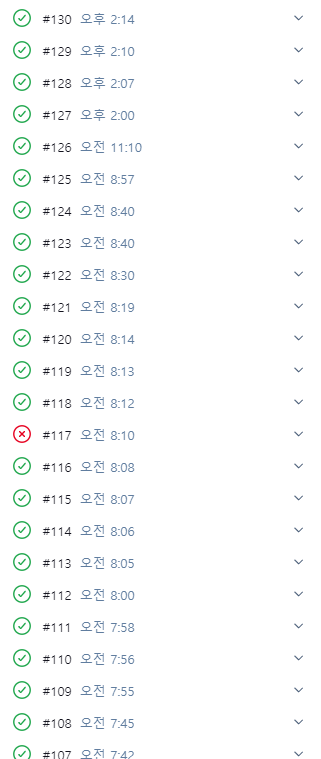 #130 오후 2:14
#129 오후 2:10
#128 오후 2:07
#127 오후 2:00
#126 오전 11:10
#125 오전 8:57
#124 오전 8:40
#123 오전 8:40
#122 오전 8:30
#121 오전 8:19
#120 오전 8:14
#119 오전 8:13
#118 오전 8:12
#117 오전 8:10
#116 오전 8:08
#115 오전 8:07
#114 오전 8:06
#113 오전 8:05
#112 오전 8:00
#111 오전 7:58
#110 오전 7:56
#109 오전 7:55
#108 오전 7:45
#107 오전 7:42